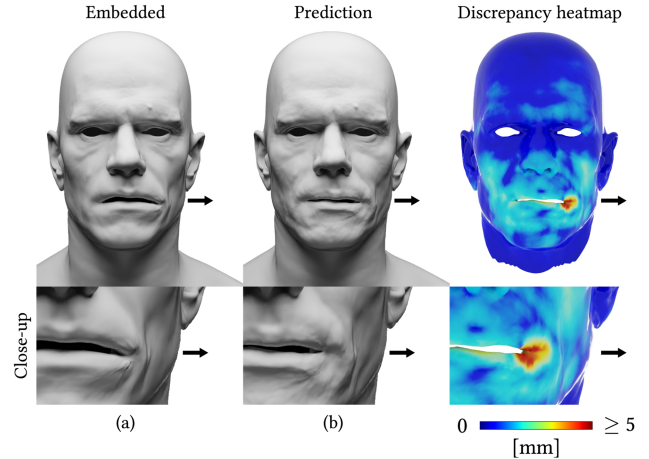 Embedded
Prediction
Discrepancy heatmap
Close-up
(a)
(b)
0
≥ 5
[mm]